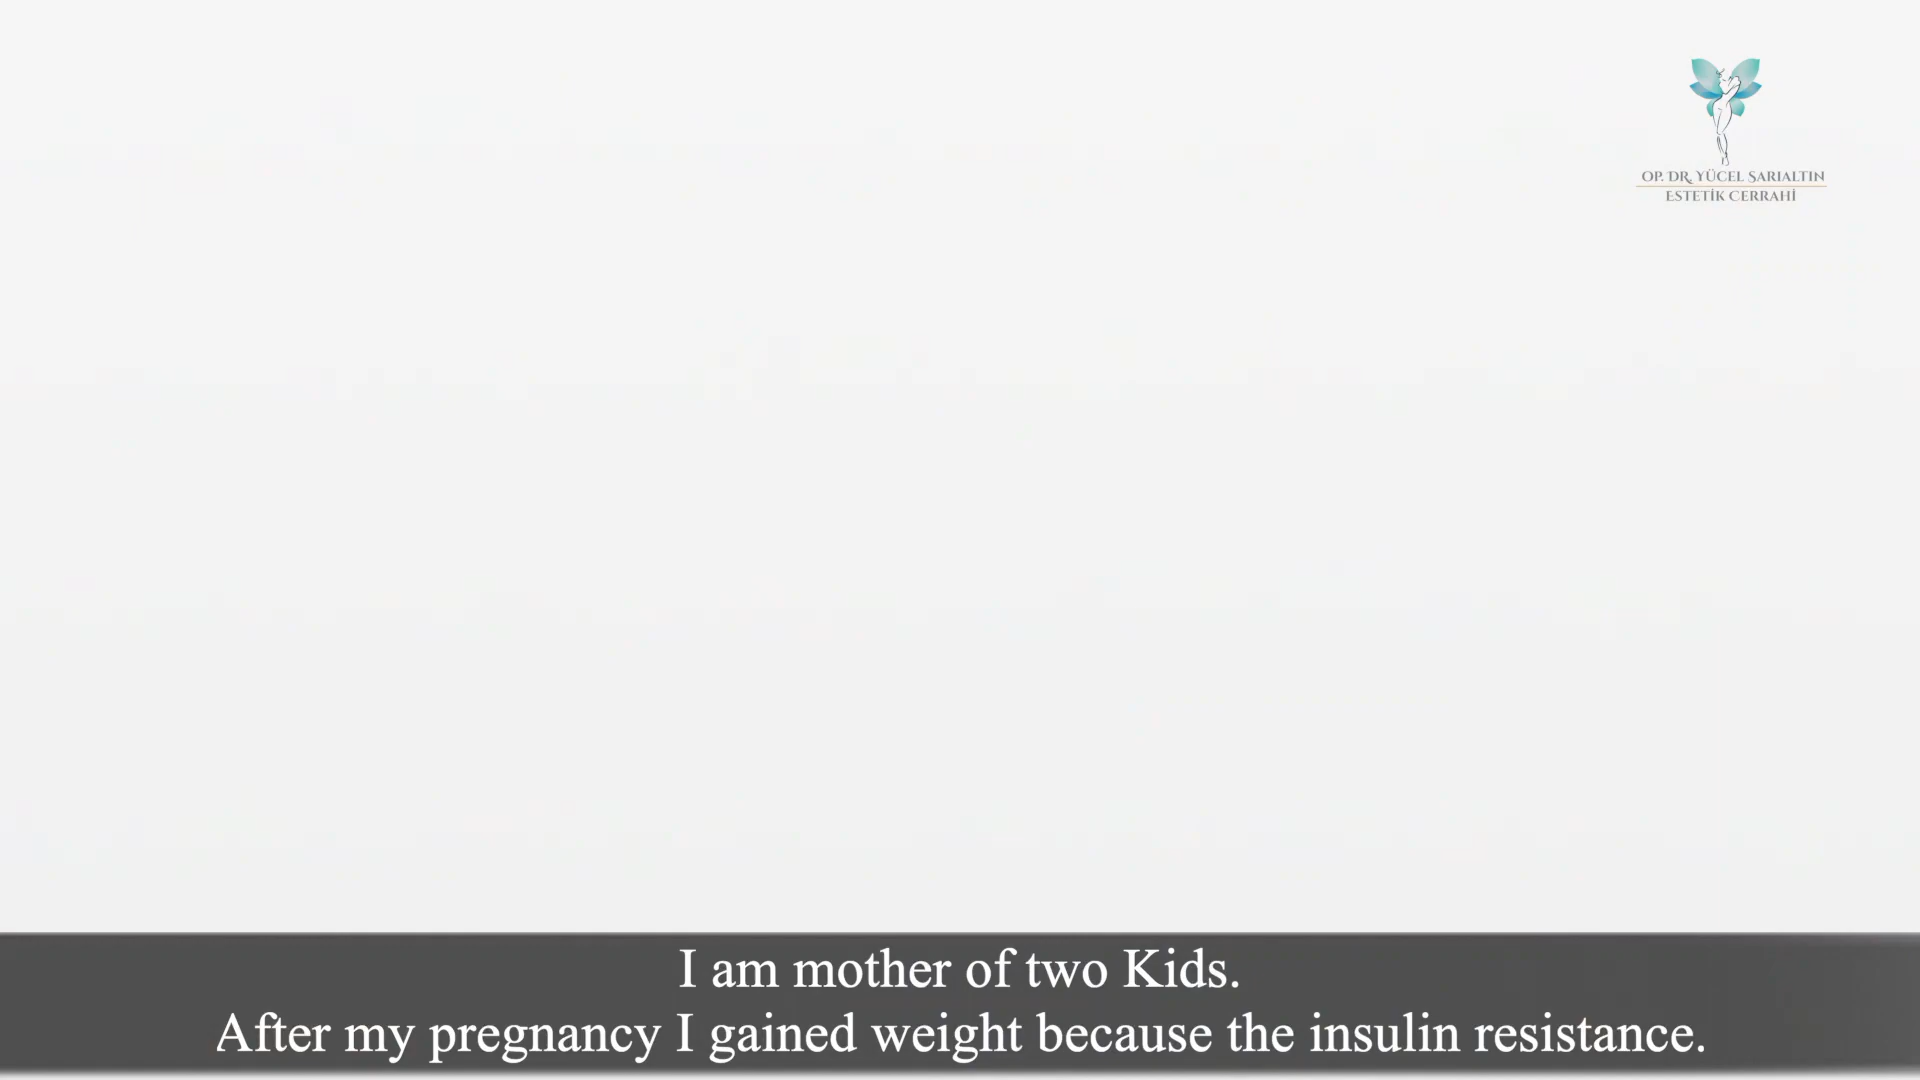 OP. DR. YÜCEL SARIALTIN
ESTETİK CERRAHİ
I am mother of two Kids.
After my pregnancy I gained weight because the insulin resistance.